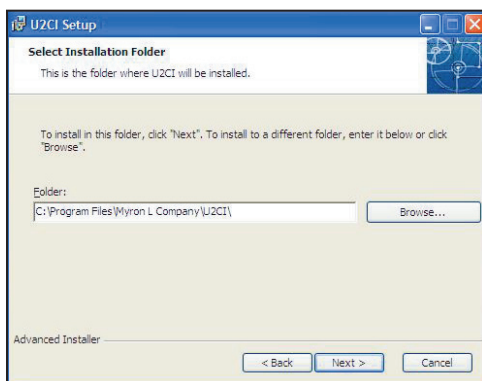 U2CI Setup
Select Installation Folder
This is the folder where U2CI will be installed.
To install in this folder, click "Next". To install to a different folder, enter it below or click
"Browse".
Folder:
C:\Program Files\Myron L Company\U2CI\
Browse...
Advanced Installer
< Back
Next >
Cancel